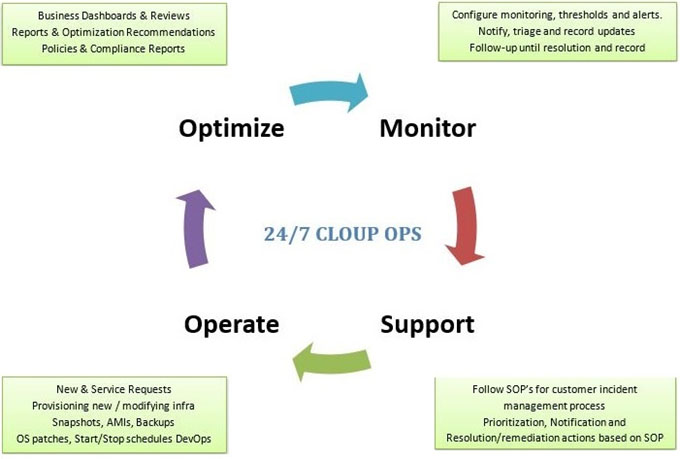 Business Dashboards & Reviews
Reports & Optimization Recommendations
Policies & Compliance Reports
Configure monitoring, thresholds and alerts.
Notify, triage and record updates
Follow-up until resolution and record
Optimize
Monitor
24/7 CLOUP OPS
Operate
Support
New & Service Requests
Provisioning new / modifying infra
Snapshots, AMIs, Backups
OS patches, Start/Stop schedules DevOps
Follow SOP's for customer incident
management process
Prioritization, Notification and
Resolution/remediation actions based on SOP